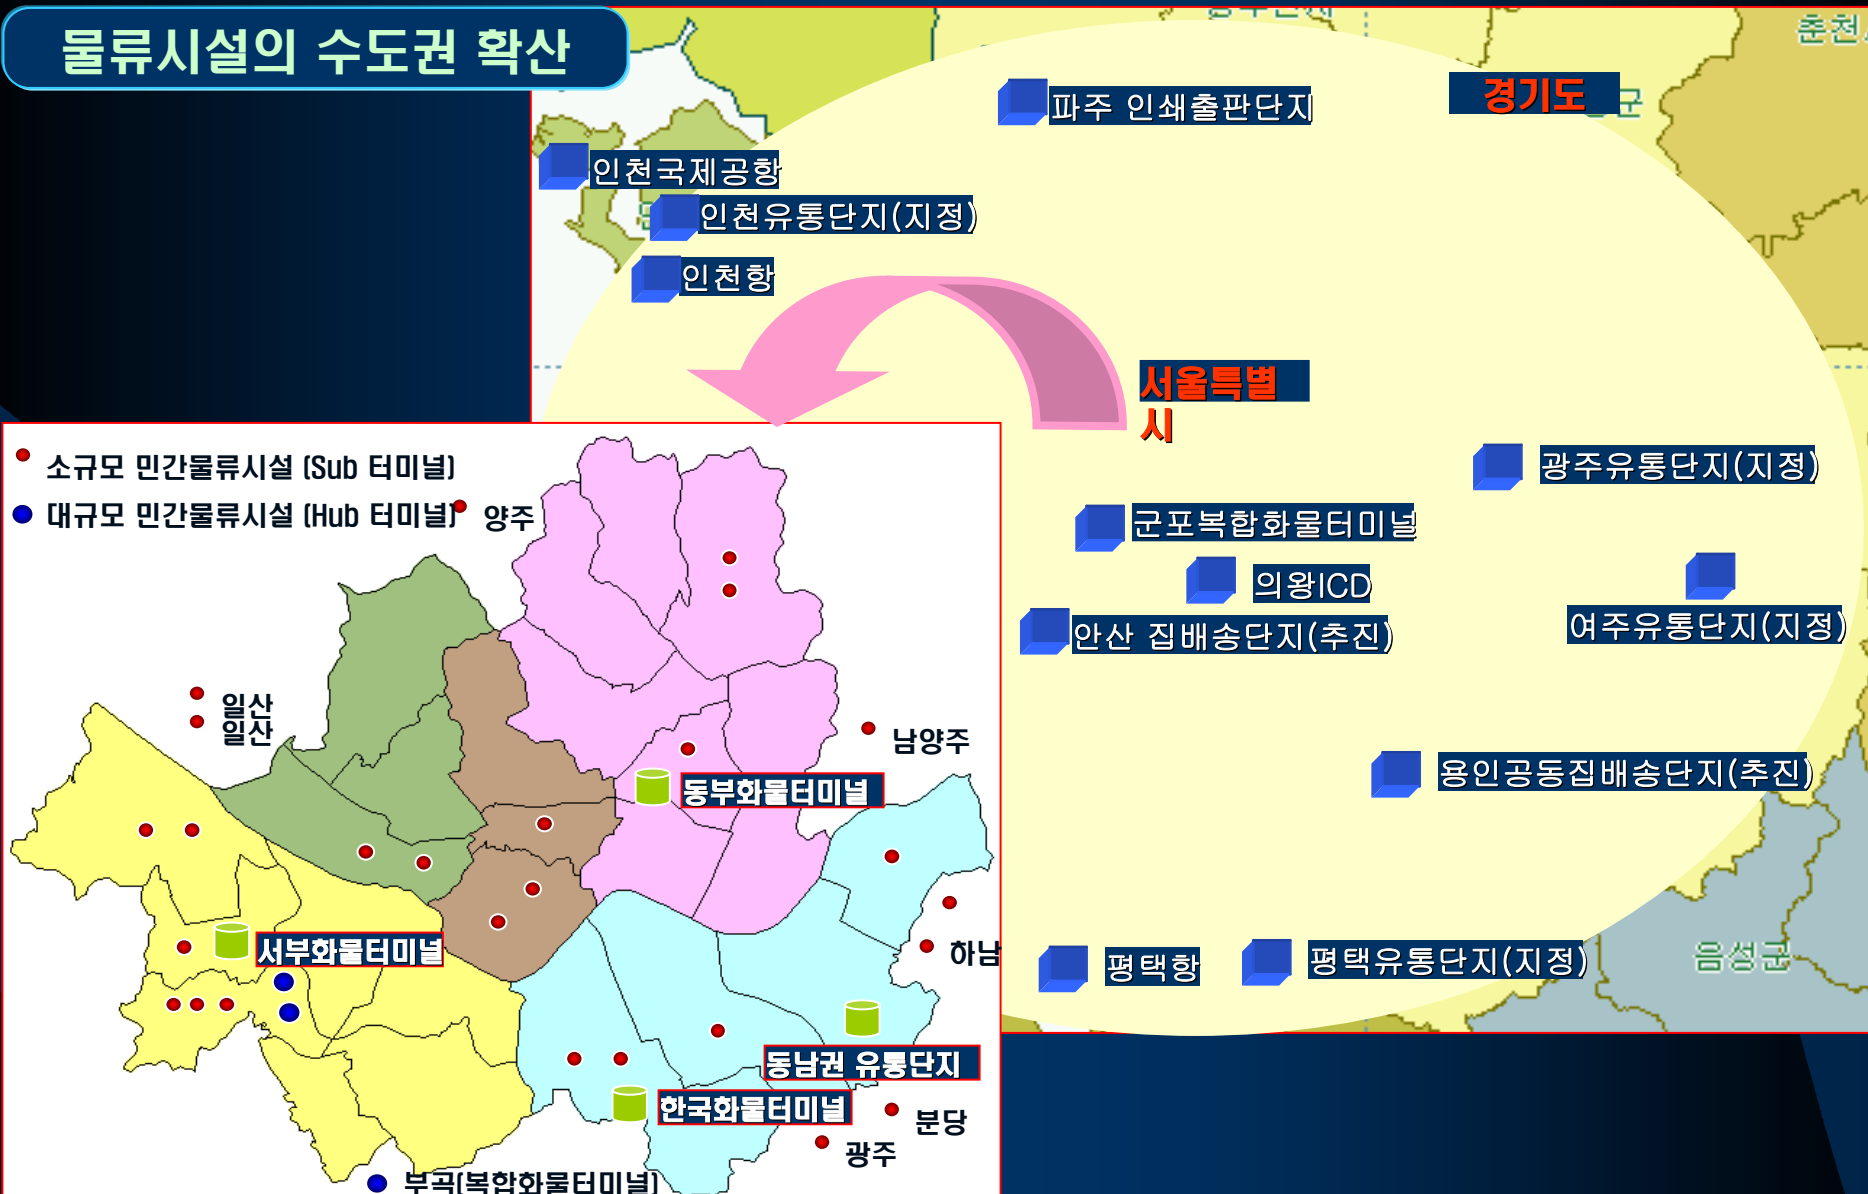 물류시설의 수도권 확산
춘천
경기도
군
파주 인쇄출판단지
인천국제공항
인천유통단지(지정)
인천항
서울특별
시
소규모 민간물류시설 (Sub 터미널)
대규모 민간물류시설 (Hub 터미널)
양주
광주유통단지(지정)
군포복합화물터미널
의왕ICD
안산 집배송단지(추진)
여주유통단지(지정)
일산
일산
남양주
동부화물터미널
용인공동집배송단지(추진)
서부화물터미널
하남
평택항
평택유통단지(지정)
음성군
동남권 유통단지
한국화물터미널
분당
광주
부곡(복합화물터미널)